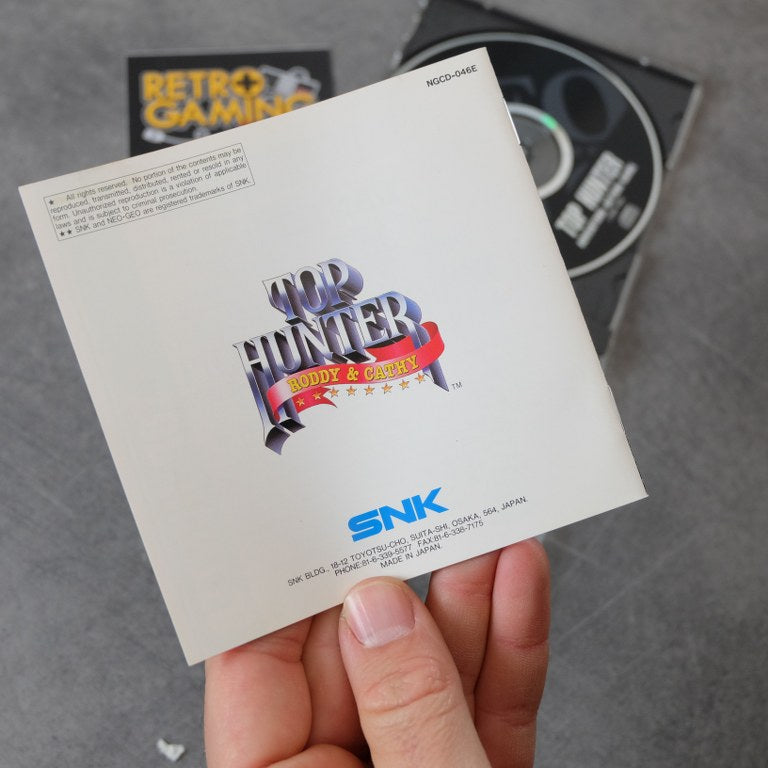 RETRO
GAMING
NGCD-046E
★ All rights reserved. No portion of the contents may be
reproduced, transmitted, distributed, rented or resold in any
form. Unauthorized reproduction is a violation of applicable
laws and is subject to criminal prosecution.
★★ SNK and NEO-GEO are registered trademarks of SNK.
TOP HUNTER
TOP
HUNTER
RODDY & CATHY
TM
SNK
SNK BLDG., 18-12 TOYOTSU-CHO, SUITA-SHI, OSAKA, 564, JAPAN.
PHONE:81-6-339-5577 FAX:81-6-338-7175
MADE IN JAPAN.